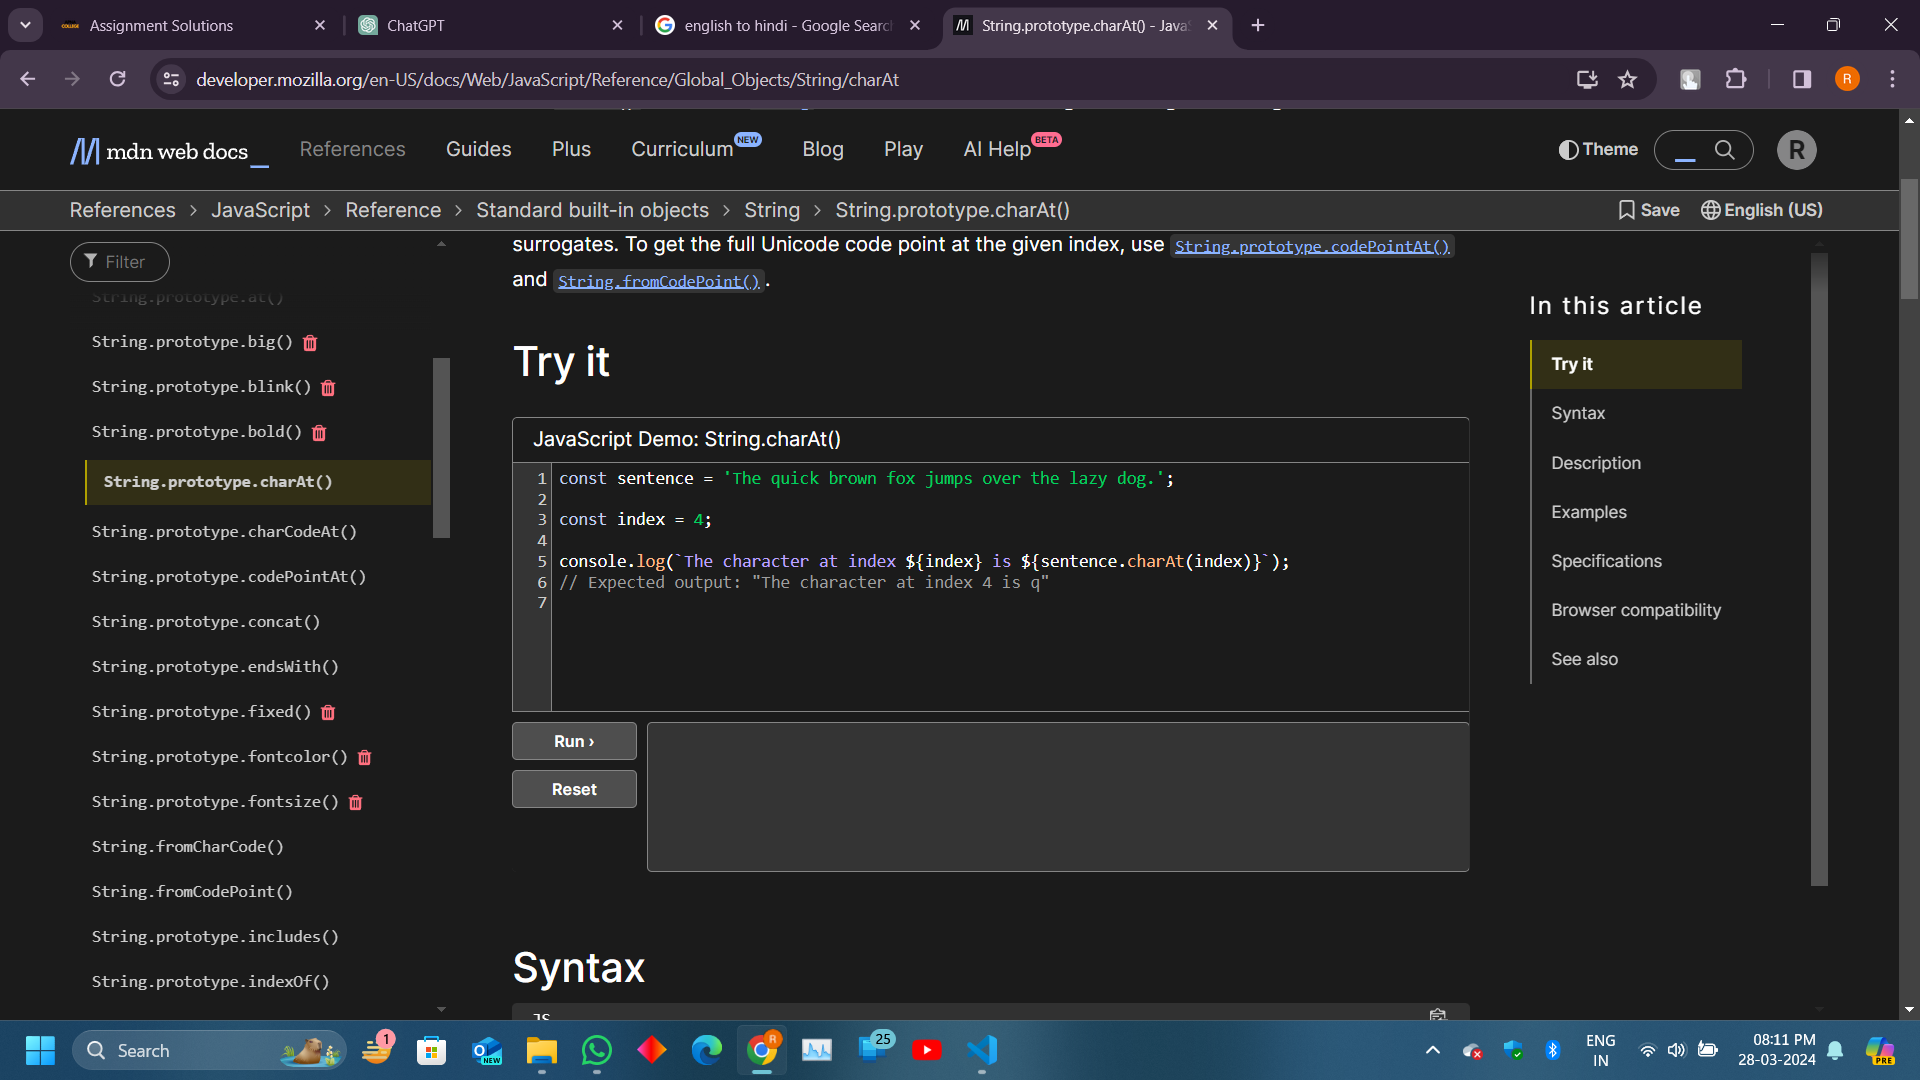 Assignment Solutions
ChatGPT
english to hindi - Google Searc
String.prototype.charAt() - Java
developer.mozilla.org/en-US/docs/Web/JavaScript/Reference/Global_Objects/String/charAt
R
mdn web docs_
References
Guides
Plus
Curriculum NEW
Blog
Play
AI Help BETA
Theme
R
References > JavaScript > Reference > Standard built-in objects > String > String.prototype.charAt()
Save
English (US)
Filter
String.prototype.at()
String.prototype.big()
String.prototype.blink()
String.prototype.bold()
String.prototype.charAt()
String.prototype.charCodeAt()
String.prototype.codePointAt()
String.prototype.concat()
String.prototype.endsWith()
String.prototype.fixed()
String.prototype.fontcolor()
String.prototype.fontsize()
String.fromCharCode()
String.fromCodePoint()
String.prototype.includes()
String.prototype.indexOf()
surrogates. To get the full Unicode code point at the given index, use String.prototype.codePointAt()
and String.fromCodePoint().
Try it
JavaScript Demo: String.charAt()
1 const sentence = 'The quick brown fox jumps over the lazy dog.';
2
3 const index = 4;
4
5 console.log(`The character at index ${index} is ${sentence.charAt(index)}`);
6 // Expected output: "The character at index 4 is q"
7
Run ›
Reset
Syntax
JS
In this article
Try it
Syntax
Description
Examples
Specifications
Browser compatibility
See also
Search
1
NEW
R
25
ENG
IN
08:11 PM
28-03-2024
PRE